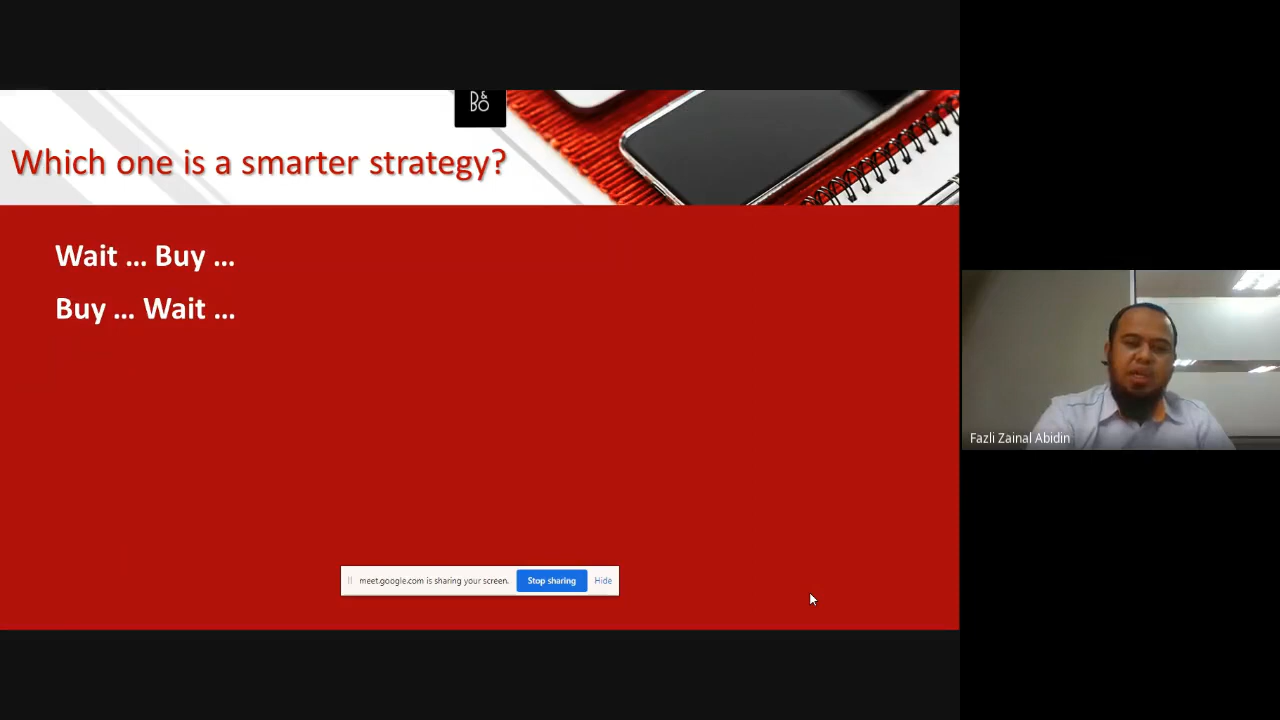 B&O
Which one is a smarter strategy?
Wait ... Buy ...
Buy ... Wait ...
Fazli Zainal Abidin
meet.google.com is sharing your screen.
Stop sharing
Hide